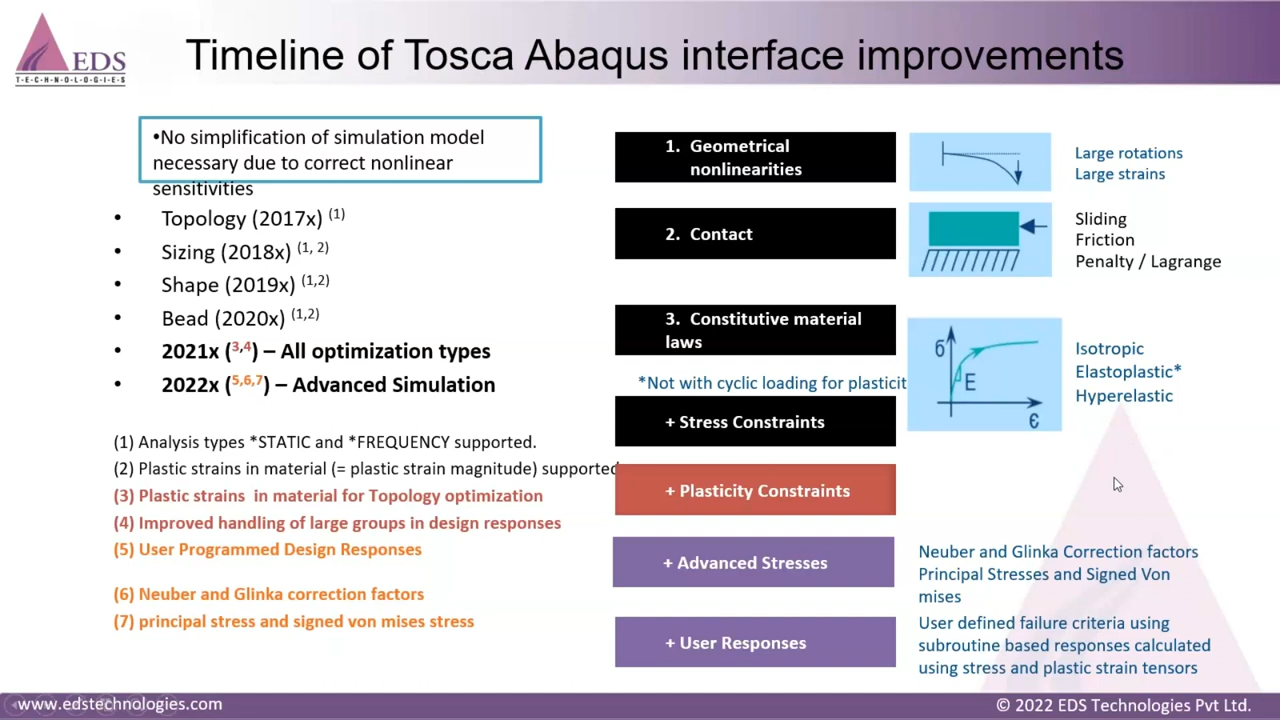 EDS
T·E·C·H·N·O·L·O·G·I·E·S
Timeline of Tosca Abaqus interface improvements
•No simplification of simulation model
necessary due to correct nonlinear
sensitivities
• Topology (2017x) (1)
• Sizing (2018x) (1, 2)
• Shape (2019x) (1,2)
• Bead (2020x) (1,2)
• 2021x (3,4) – All optimization types
• 2022x (5,6,7) – Advanced Simulation
(1) Analysis types *STATIC and *FREQUENCY supported.
(2) Plastic strains in material (= plastic strain magnitude) supported
(3) Plastic strains in material for Topology optimization
(4) Improved handling of large groups in design responses
(5) User Programmed Design Responses
(6) Neuber and Glinka correction factors
(7) principal stress and signed von mises stress
1. Geometrical
nonlinearities
Large rotations
Large strains
2. Contact
Sliding
Friction
Penalty / Lagrange
3. Constitutive material
laws
*Not with cyclic loading for plasticit
б
E
Є
Isotropic
Elastoplastic*
Hyperelastic
+ Stress Constraints
+ Plasticity Constraints
+ Advanced Stresses
Neuber and Glinka Correction factors
Principal Stresses and Signed Von
mises
+ User Responses
User defined failure criteria using
subroutine based responses calculated
using stress and plastic strain tensors
www.edstechnologies.com
© 2022 EDS Technologies Pvt Ltd.